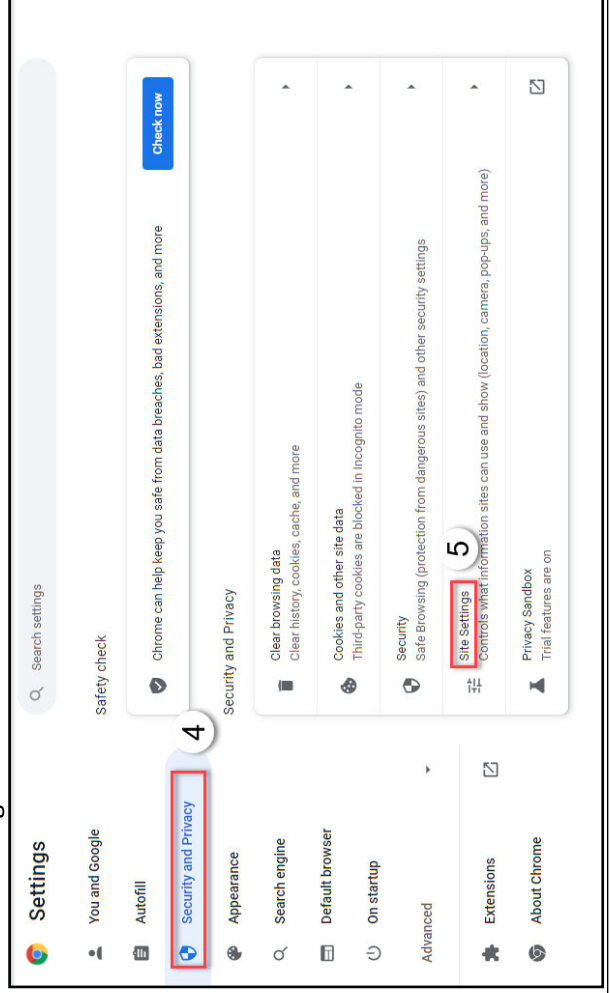 Settings
Search settings
You and Google
Autofill
Security and Privacy
4
Appearance
Search engine
Default browser
On startup
Advanced
Extensions
About Chrome
Safety check
Chrome can help keep you safe from data breaches, bad extensions, and more
Check now
Security and Privacy
Clear browsing data
Clear history, cookies, cache, and more
Cookies and other site data
Third-party cookies are blocked in Incognito mode
Security
Safe Browsing (protection from dangerous sites) and other security settings
Site Settings
5
Controls what information sites can use and show (location, camera, pop-ups, and more)
Privacy Sandbox
Trial features are on